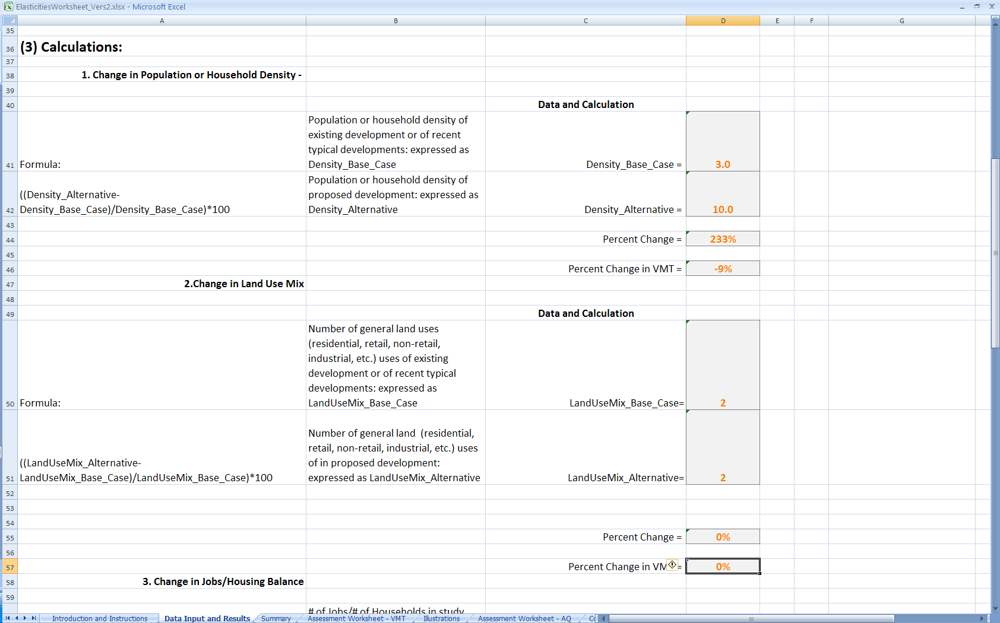 ElasticitiesWorksheet_Vers2.xlsx - Microsoft Excel
A B C D E F G
35
36 (3) Calculations:
37
38 1. Change in Population or Household Density -
39
40 Data and Calculation
Population or household density of
existing development or of recent
typical developments: expressed as
41 Formula: Density_Base_Case Density_Base_Case = 3.0
Population or household density of
((Density_Alternative- proposed development: expressed as
42 Density_Base_Case)/Density_Base_Case)*100 Density_Alternative Density_Alternative = 10.0
43
44 Percent Change = 233%
45
46 Percent Change in VMT = -9%
47 2.Change in Land Use Mix
48
49 Data and Calculation
Number of general land uses
(residential, retail, non-retail,
industrial, etc.) uses of existing
development or of recent typical
developments: expressed as
50 Formula: LandUseMix_Base_Case LandUseMix_Base_Case= 2
Number of general land (residential,
retail, non-retail, industrial, etc.) uses
((LandUseMix_Alternative- of in proposed development:
51 LandUseMix_Base_Case)/LandUseMix_Base_Case)*100 expressed as LandUseMix_Alternative LandUseMix_Alternative= 2
52
53
54
55 Percent Change = 0%
56
57 Percent Change in VM = 0%
58 3. Change in Jobs/Housing Balance
59
# of Jobs/# of Households in study
Introduction and Instructions Data Input and Results Summary Assessment Worksheet - VMT Illustrations Assessment Worksheet - AQ